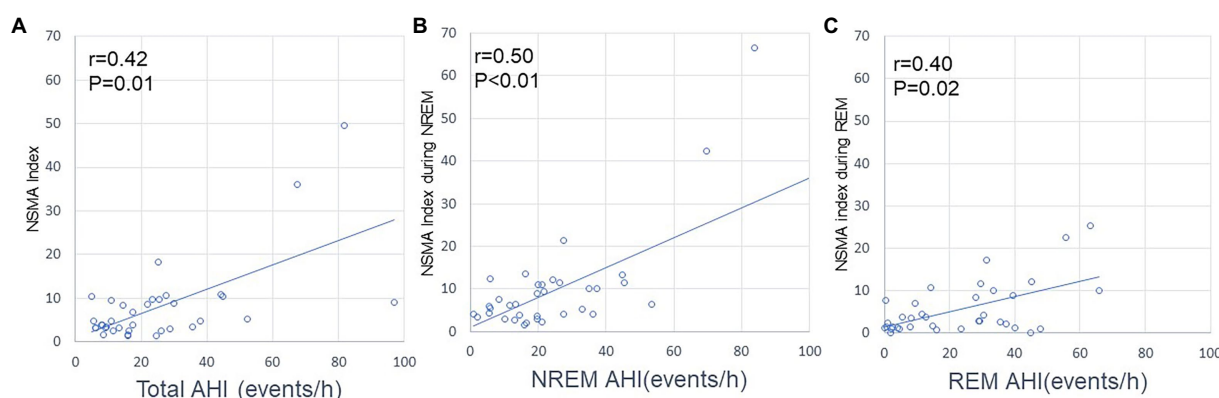 A
r=0.42
P=0.01
NSMA Index
70
60
50
40
30
20
10
0
0 20 40 60 80 100
Total AHI (events/h)
B
r=0.50
P<0.01
NSMA Index during NREM
70
60
50
40
30
20
10
0
0 20 40 60 80 100
NREM AHI(events/h)
C
r=0.40
P=0.02
NSMA index during REM
70
60
50
40
30
20
10
0
0 20 40 60 80 100
REM AHI(events/h)